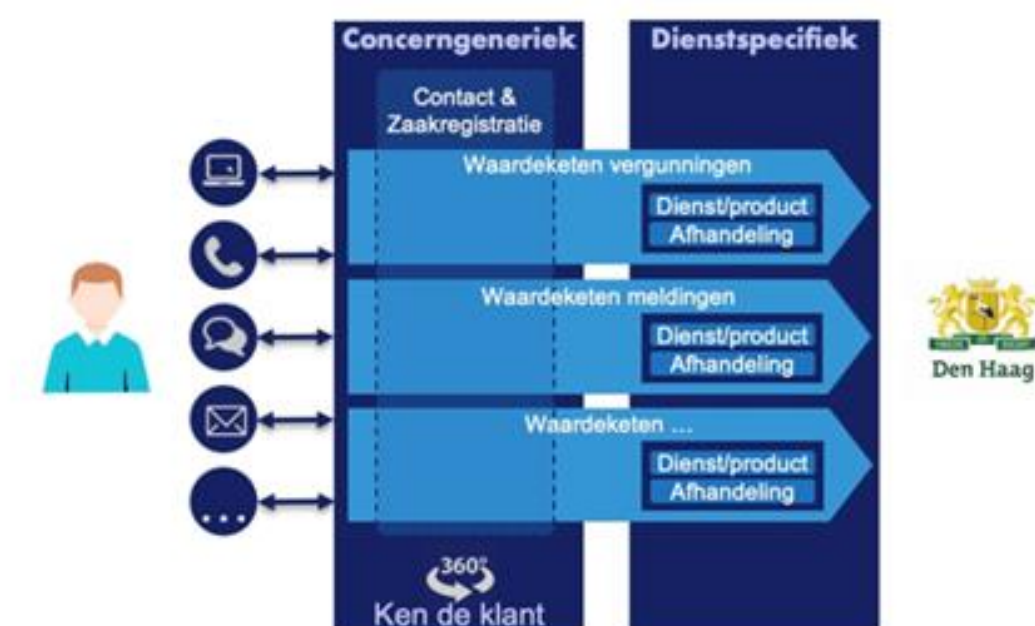 Concerngeneriek
Dienstspecifiek
Contact &
Zaakregistratie
Waardeketen vergunningen
Dienst/product
Afhandeling
Waardeketen meldingen
Dienst/product
Afhandeling
Waardeketen ...
Dienst/product
Afhandeling
...
360°
Ken de klant
Den Haag